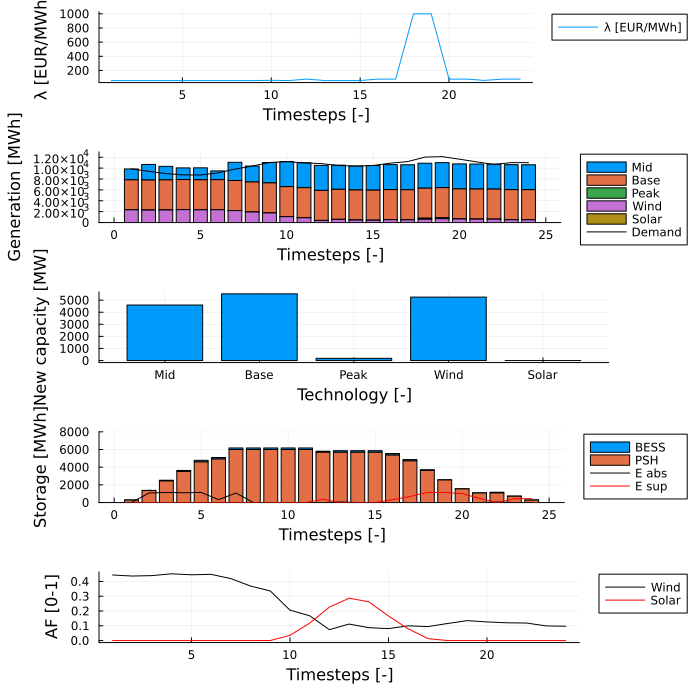 λ [EUR/MWh]
1000
800
600
400
200
5
10
15
20
Timesteps [-]
λ [EUR/MWh]
Generation [MWh]
1.20×10⁴
1.00×10⁴
8.00×10³
6.00×10³
4.00×10³
2.00×10³
0
0
5
10
15
20
25
Timesteps [-]
Mid
Base
Peak
Wind
Solar
Demand
New capacity [MW]
5000
4000
3000
2000
1000
0
Mid
Base
Peak
Wind
Solar
Technology [-]
Storage [MWh]
8000
6000
4000
2000
0
0
5
10
15
20
25
Timesteps [-]
BESS
PSH
E abs
E sup
AF [0-1]
0.4
0.3
0.2
0.1
0.0
5
10
15
20
Timesteps [-]
Wind
Solar